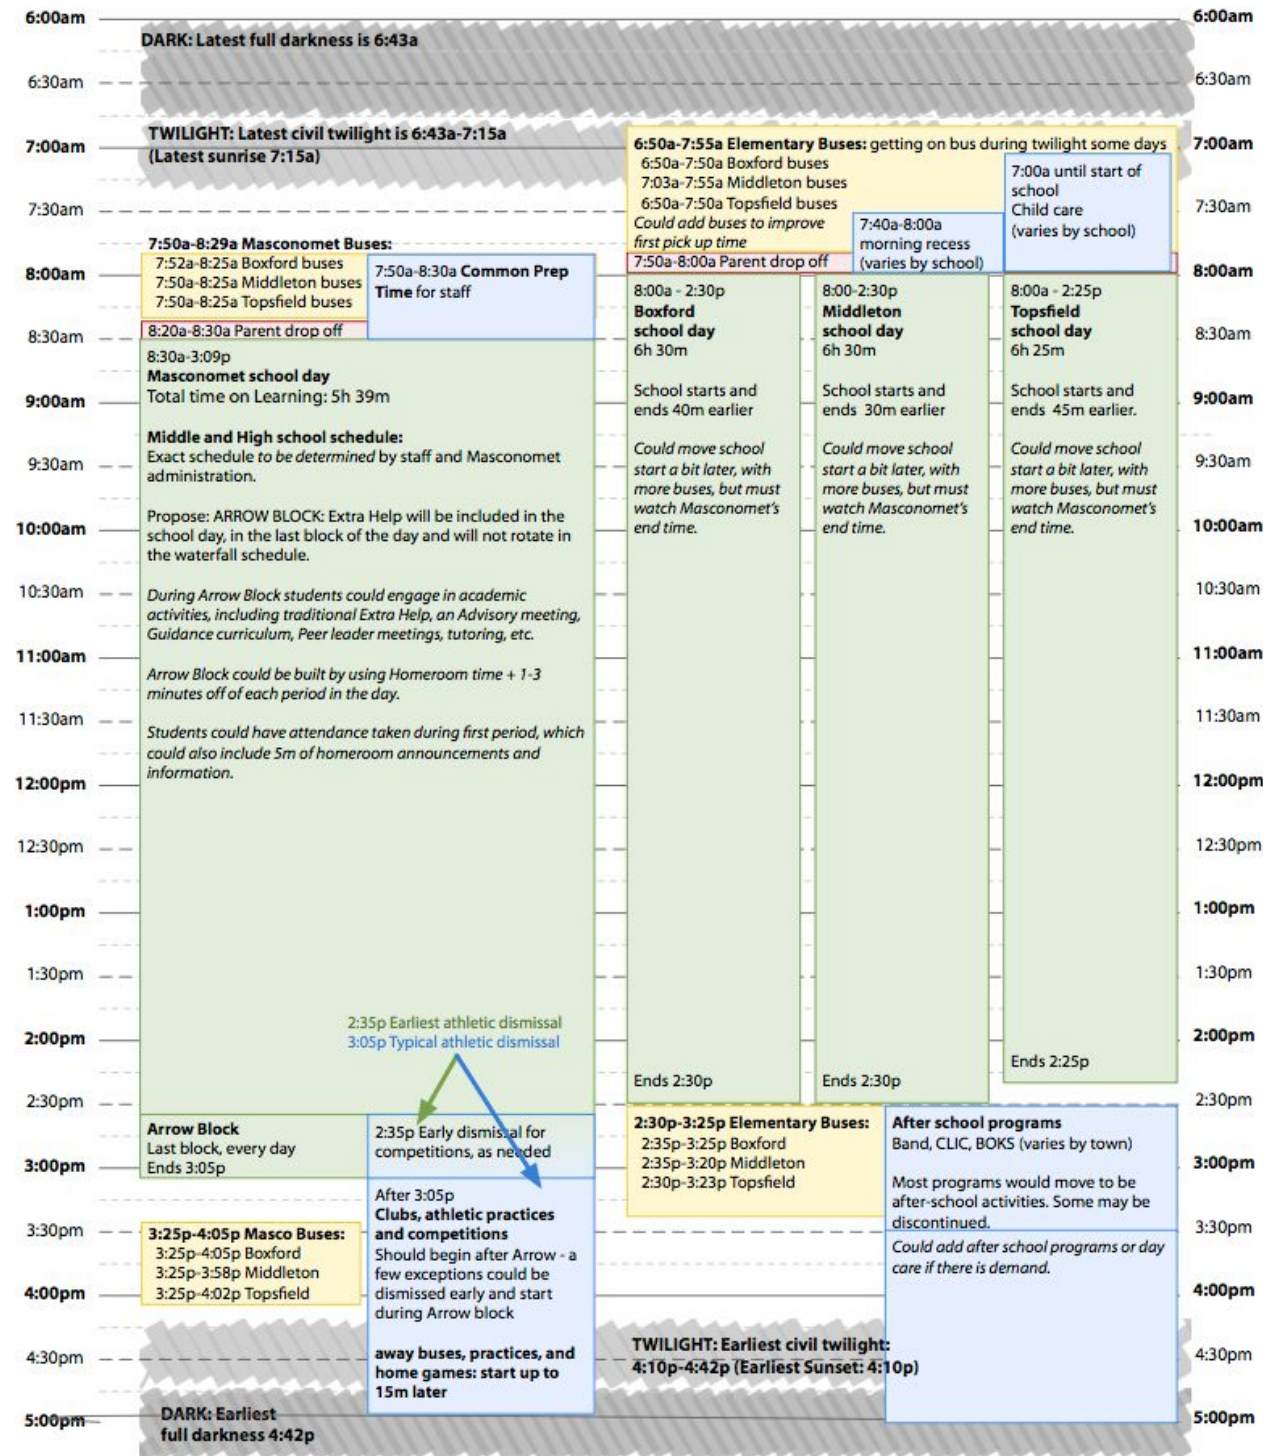 6:00am
6:30am
7:00am
7:30am
8:00am
8:30am
9:00am
9:30am
10:00am
10:30am
11:00am
11:30am
12:00pm
12:30pm
1:00pm
1:30pm
2:00pm
2:30pm
3:00pm
3:30pm
4:00pm
4:30pm
5:00pm
DARK: Latest full darkness is 6:43a
TWILIGHT: Latest civil twilight is 6:43a-7:15a
(Latest sunrise 7:15a)
7:50a-8:29a Masconomet Buses:
7:52a-8:25a Boxford buses
7:50a-8:25a Middleton buses
7:50a-8:25a Topsfield buses
7:50a-8:30a Common Prep
Time for staff
8:20a-8:30a Parent drop off
8:30a-3:09p
Masconomet school day
Total time on Learning: 5h 39m
Middle and High school schedule:
Exact schedule to be determined by staff and Masconomet
administration.
Propose: ARROW BLOCK: Extra Help will be included in the
school day, in the last block of the day and will not rotate in
the waterfall schedule.
During Arrow Block students could engage in academic
activities, including traditional Extra Help, an Advisory meeting,
Guidance curriculum, Peer leader meetings, tutoring, etc.
Arrow Block could be built by using Homeroom time + 1-3
minutes off of each period in the day.
Students could have attendance taken during first period, which
could also include 5m of homeroom announcements and
information.
2:35p Earliest athletic dismissal
3:05p Typical athletic dismissal
Arrow Block
Last block, every day
Ends 3:05p
2:35p Early dismissal for
competitions, as needed
After 3:05p
Clubs, athletic practices
and competitions
Should begin after Arrow - a
few exceptions could be
dismissed early and start
during Arrow block
away buses, practices, and
home games: start up to
15m later
3:25p-4:05p Masco Buses:
3:25p-4:05p Boxford
3:25p-3:58p Middleton
3:25p-4:02p Topsfield
DARK: Earliest
full darkness 4:42p
6:50a-7:55a Elementary Buses: getting on bus during twilight some days
6:50a-7:50a Boxford buses
7:03a-7:55a Middleton buses
6:50a-7:50a Topsfield buses
Could add buses to improve
first pick up time
7:40a-8:00a
morning recess
(varies by school)
7:00a until start of
school
Child care
(varies by school)
7:50a-8:00a Parent drop off
8:00a - 2:30p
Boxford
school day
6h 30m
School starts and
ends 40m earlier
Could move school
start a bit later, with
more buses, but must
watch Masconomet's
end time.
Ends 2:30p
8:00-2:30p
Middleton
school day
6h 30m
School starts and
ends 30m earlier
Could move school
start a bit later, with
more buses, but must
watch Masconomet's
end time.
Ends 2:30p
8:00a - 2:25p
Topsfield
school day
6h 25m
School starts and
ends 45m earlier.
Could move school
start a bit later, with
more buses, but must
watch Masconomet's
end time.
Ends 2:25p
2:30p-3:25p Elementary Buses:
2:35p-3:25p Boxford
2:35p-3:20p Middleton
2:30p-3:23p Topsfield
After school programs
Band, CLIC, BOKS (varies by town)
Most programs would move to be
after-school activities. Some may be
discontinued.
Could add after school programs or day
care if there is demand.
TWILIGHT: Earliest civil twilight:
4:10p-4:42p (Earliest Sunset: 4:10p)
6:00am
6:30am
7:00am
7:30am
8:00am
8:30am
9:00am
9:30am
10:00am
10:30am
11:00am
11:30am
12:00pm
12:30pm
1:00pm
1:30pm
2:00pm
2:30pm
3:00pm
3:30pm
4:00pm
4:30pm
5:00pm